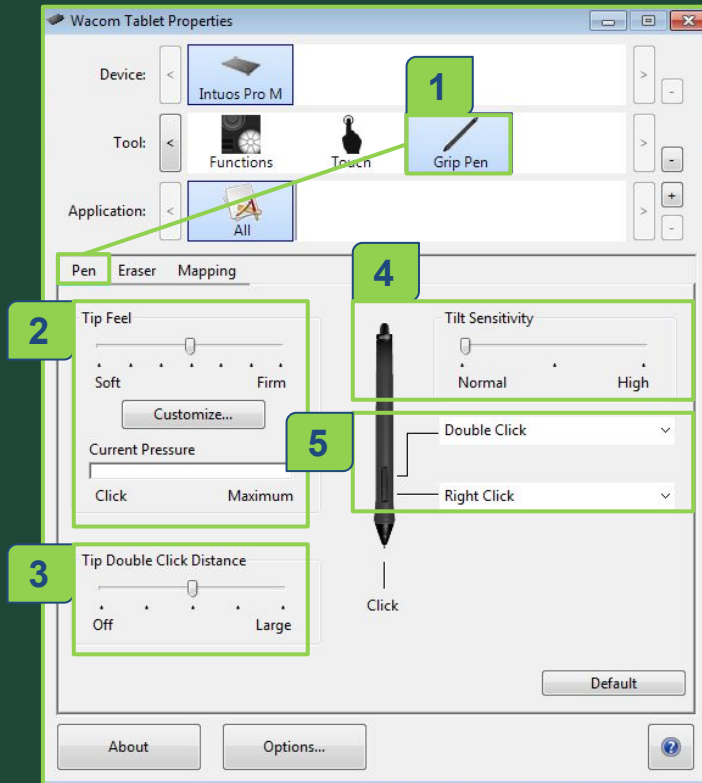 Wacom Tablet Properties
Device:
<
Intuos Pro M
>
-
1
Tool:
<
Functions
Touch
Grip Pen
>
-
Application:
<
All
>
+
-
Pen Eraser Mapping
2
Tip Feel
Soft Firm
Customize...
Current Pressure
Click Maximum
3
Tip Double Click Distance
Off Large
4
Tilt Sensitivity
Normal High
5
Double Click
Right Click
Click
Default
About Options... ?